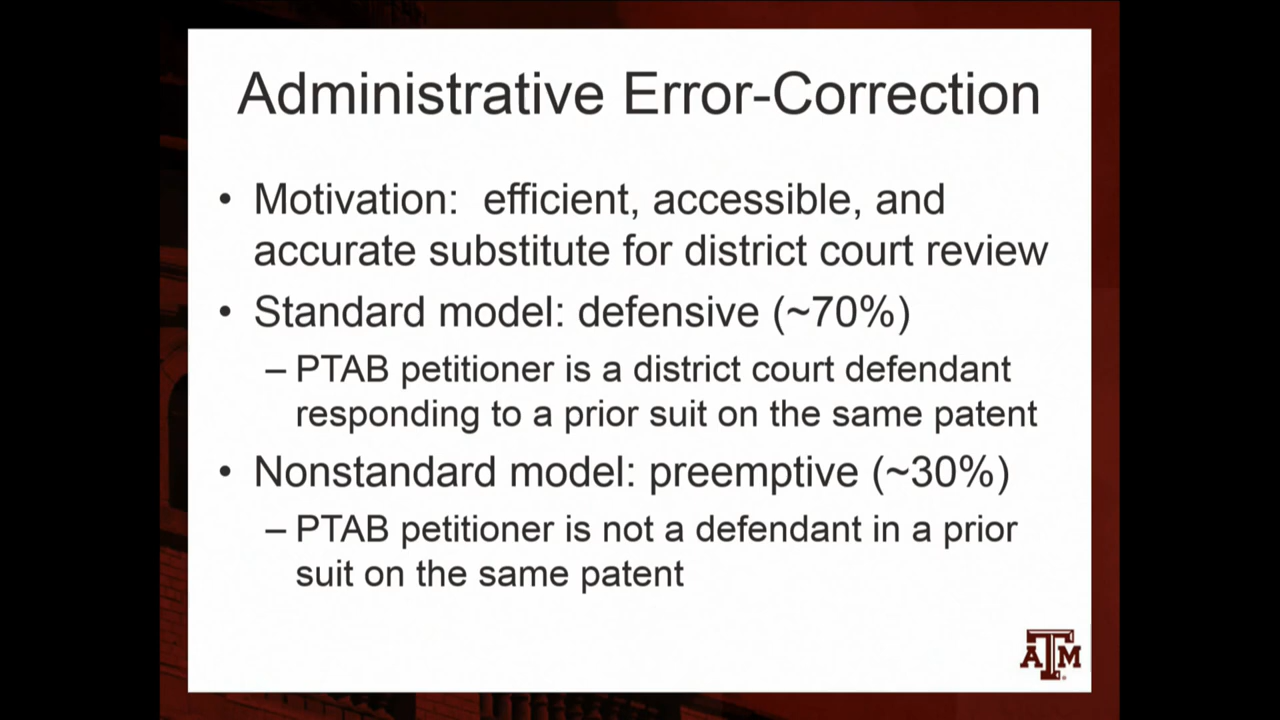 Administrative Error-Correction
• Motivation:  efficient, accessible, and
accurate substitute for district court review
• Standard model: defensive (~70%)
– PTAB petitioner is a district court defendant
responding to a prior suit on the same patent
• Nonstandard model: preemptive (~30%)
– PTAB petitioner is not a defendant in a prior
suit on the same patent
ATM